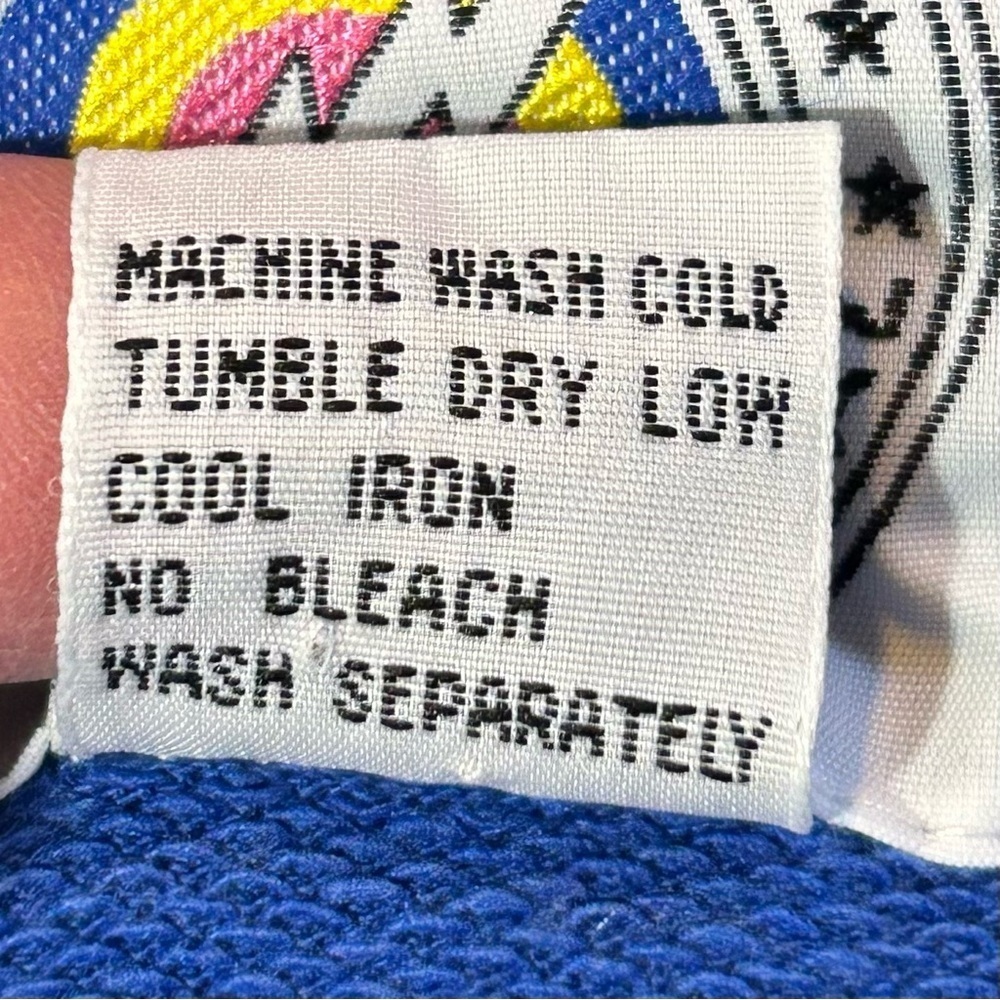 MACHINE WASH COLD
TUMBLE DRY LOW
COOL IRON
NO BLEACH
WASH SEPARATELY